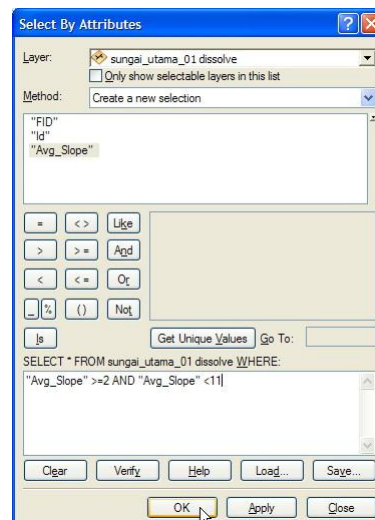 Select By Attributes
Layer: sungai_utama_01 dissolve
Only show selectable layers in this list
Method: Create a new selection
"FID"
"Id"
"Avg_Slope"
= <> Like
> >= And
< <= Or
_ % () Not
Is Get Unique Values Go To:
SELECT * FROM sungai_utama_01 dissolve WHERE:
"Avg_Slope" >=2 AND "Avg_Slope" <11
Clear Verify Help Load... Save...
OK Apply Close